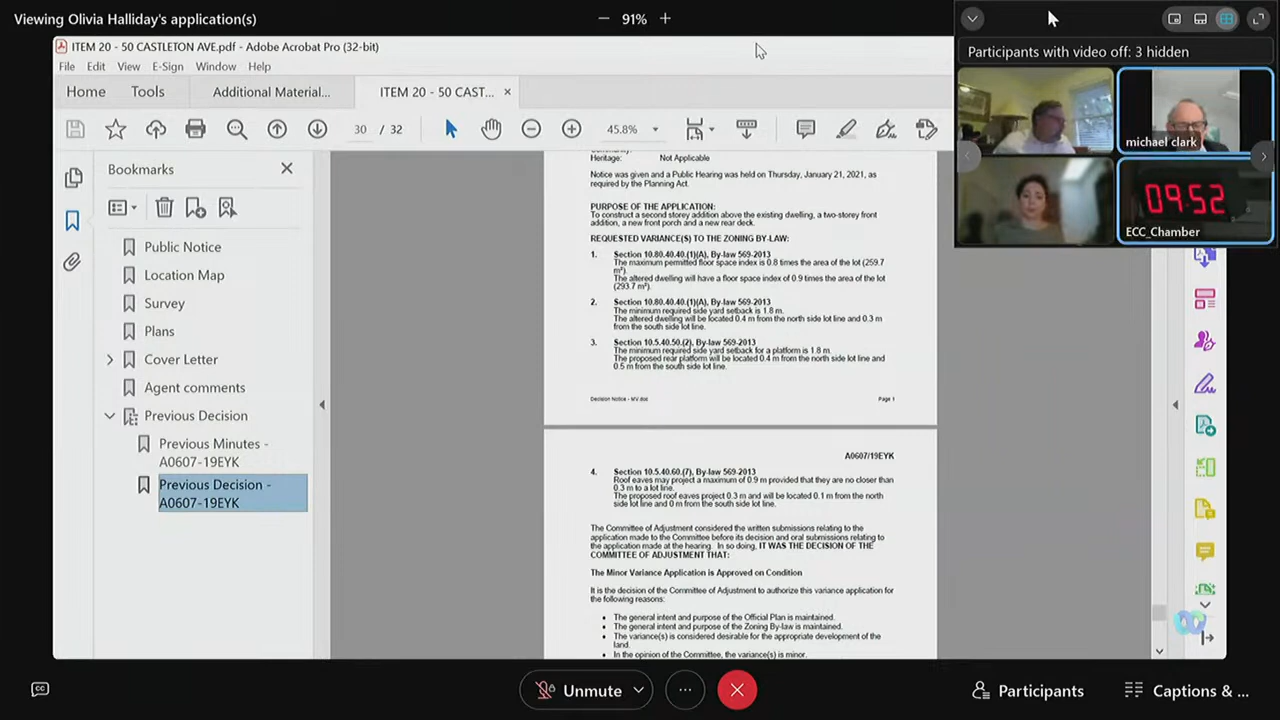 Viewing Olivia Halliday's application(s)
91%
Participants with video off: 3 hidden
michael clark
09:52
ECC_Chamber
ITEM 20 - 50 CASTLETON AVE.pdf - Adobe Acrobat Pro (32-bit)
File Edit View E-Sign Window Help
Home Tools Additional Material... ITEM 20 - 50 CAST...
30 / 32 45.8%
Bookmarks
Public Notice
Location Map
Survey
Plans
Cover Letter
Agent comments
Previous Decision
Previous Minutes -
A0607-19EYK
Previous Decision -
A0607-19EYK
Heritage: Not Applicable
Notice was given and a Public Hearing was held on Thursday, January 21, 2021, as
required by the Planning Act.
PURPOSE OF THE APPLICATION:
To construct a second storey addition above the existing dwelling, a two-storey front
addition, a new front porch and a new rear deck.
REQUESTED VARIANCE(S) TO THE ZONING BY-LAW:
1. Section 10.80.40.40.(1)(A), By-law 569-2013
The maximum permitted floor space index is 0.8 times the area of the lot (259.7
m²).
The altered dwelling will have a floor space index of 0.9 times the area of the lot
(293.7 m²).
2. Section 10.80.40.40.(1)(A), By-law 569-2013
The minimum required side yard setback is 1.8 m.
The altered dwelling will be located 0.4 m from the north side lot line and 0.3 m
from the south side lot line.
3. Section 10.5.40.50.(2), By-law 569-2013
The minimum required side yard setback for a platform is 1.8 m.
The proposed rear platform will be located 0.4 m from the north side lot line and
0.5 m from the south side lot line.
Decision Notice - MV.doc Page 1
A0607/19EYK
4. Section 10.5.40.60.(7), By-law 569-2013
Roof eaves may project a maximum of 0.9 m provided that they are no closer than
0.3 m to a lot line.
The proposed roof eaves project 0.3 m and will be located 0.1 m from the north
side lot line and 0 m from the south side lot line.
The Committee of Adjustment considered the written submissions relating to the
application made to the Committee before its decision and oral submissions relating to
the application made at the hearing. In so doing, IT WAS THE DECISION OF THE
COMMITTEE OF ADJUSTMENT THAT:
The Minor Variance Application is Approved on Condition
It is the decision of the Committee of Adjustment to authorize this variance application for
the following reasons:
• The general intent and purpose of the Official Plan is maintained.
• The general intent and purpose of the Zoning By-law is maintained.
• The variance(s) is considered desirable for the appropriate development of the
land.
• In the opinion of the Committee, the variance(s) is minor.
Unmute
Participants
Captions & ...